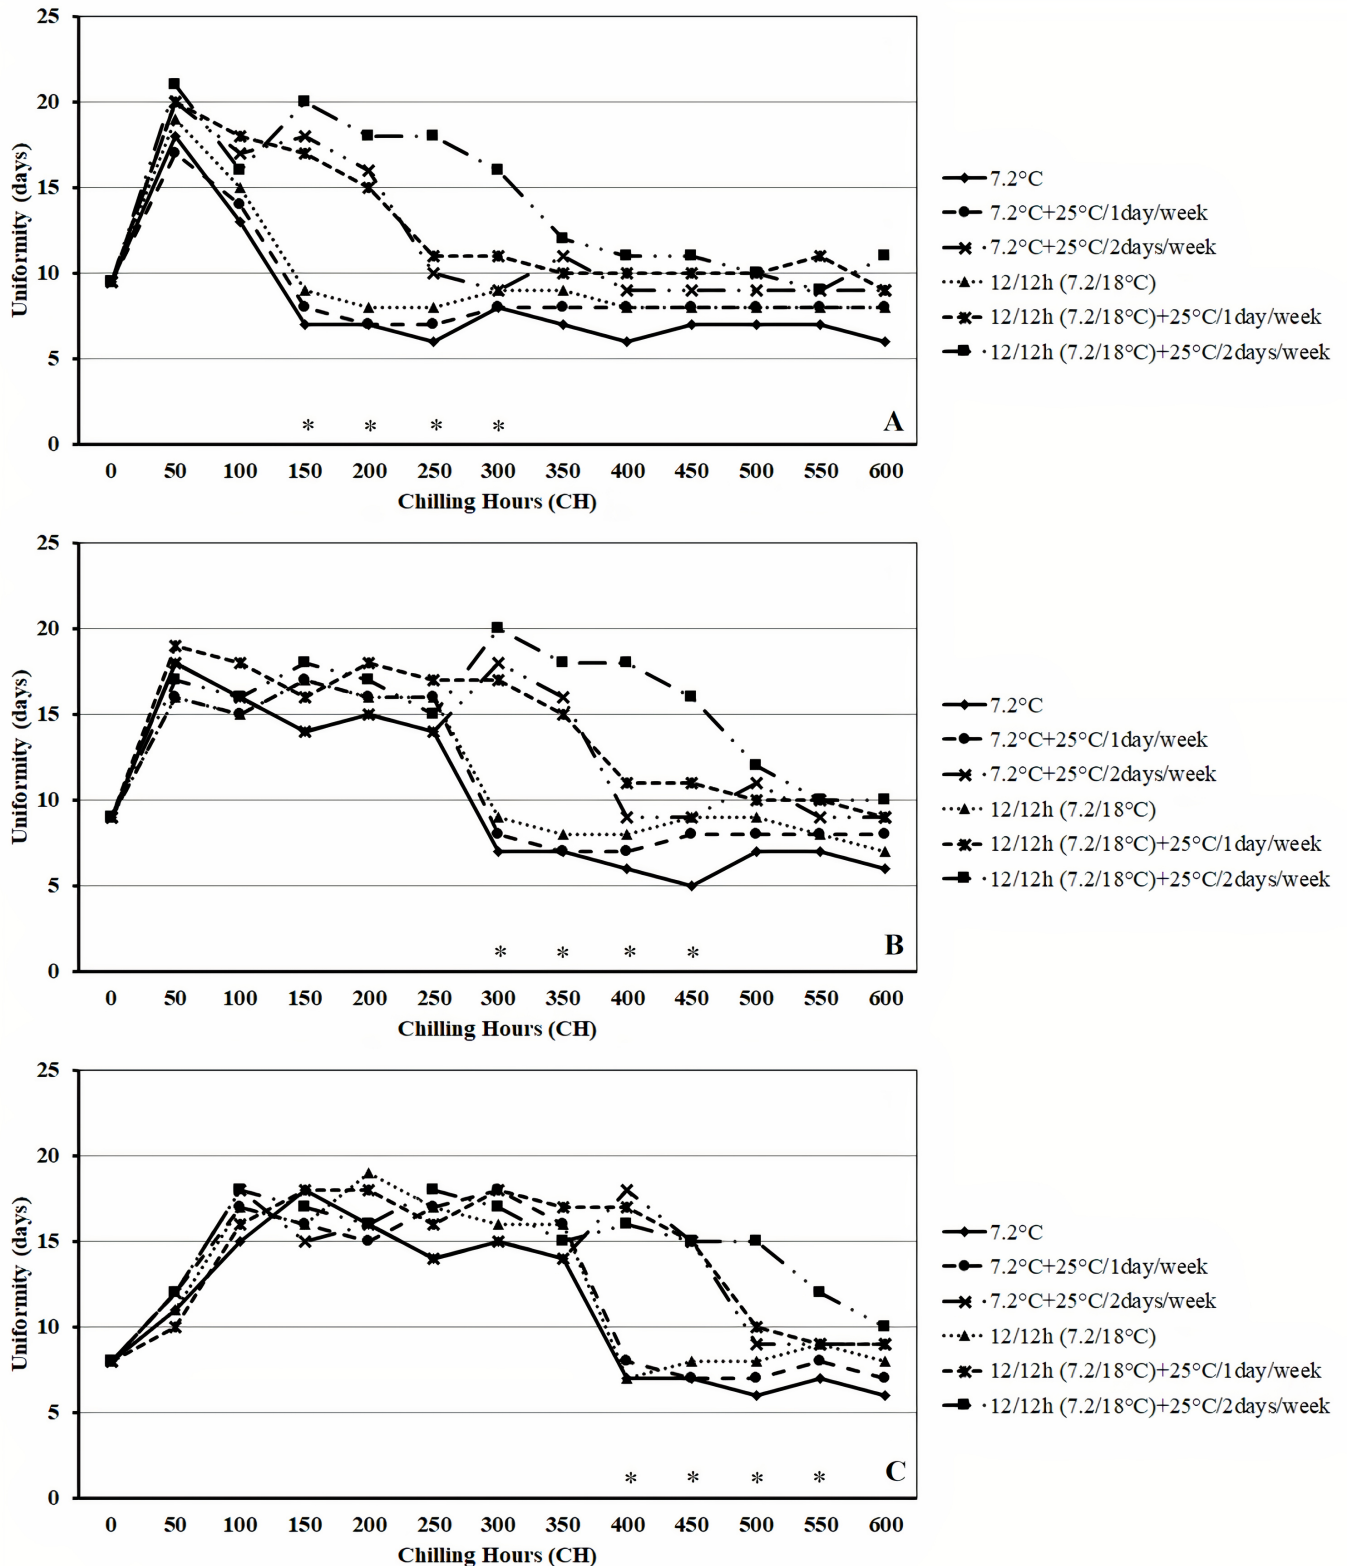 25
20
15
10
5
0
Uniformity (days)
* * * *
A
0 50 100 150 200 250 300 350 400 450 500 550 600
Chilling Hours (CH)
7.2°C
7.2°C+25°C/1day/week
7.2°C+25°C/2days/week
12/12h (7.2/18°C)
12/12h (7.2/18°C)+25°C/1day/week
12/12h (7.2/18°C)+25°C/2days/week
25
20
15
10
5
0
Uniformity (days)
* * * *
B
0 50 100 150 200 250 300 350 400 450 500 550 600
Chilling Hours (CH)
7.2°C
7.2°C+25°C/1day/week
7.2°C+25°C/2days/week
12/12h (7.2/18°C)
12/12h (7.2/18°C)+25°C/1day/week
12/12h (7.2/18°C)+25°C/2days/week
25
20
15
10
5
0
Uniformity (days)
* * * *
C
0 50 100 150 200 250 300 350 400 450 500 550 600
Chilling Hours (CH)
7.2°C
7.2°C+25°C/1day/week
7.2°C+25°C/2days/week
12/12h (7.2/18°C)
12/12h (7.2/18°C)+25°C/1day/week
12/12h (7.2/18°C)+25°C/2days/week